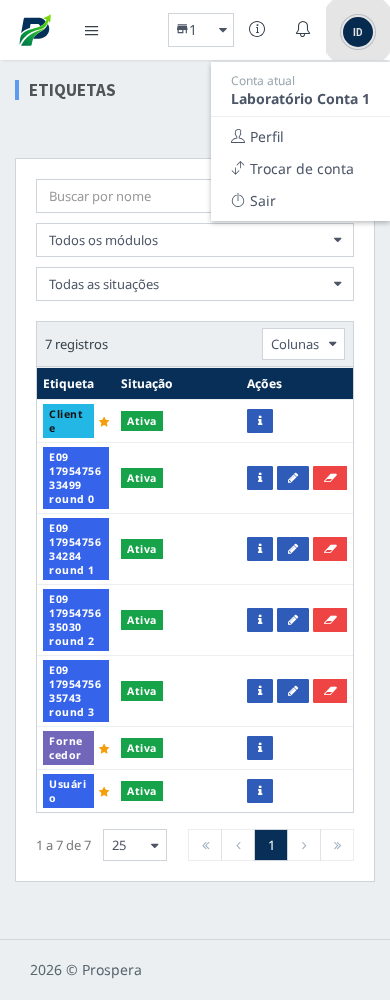 1
ID
Conta atual
Laboratório Conta 1
Perfil
Trocar de conta
Sair
ETIQUETAS
Buscar por nome
Todos os módulos
Todas as situações
7 registros
Colunas
Etiqueta Situação Ações
Client
e
Ativa
E09
17954756
33499
round 0
Ativa
E09
17954756
34284
round 1
Ativa
E09
17954756
35030
round 2
Ativa
E09
17954756
35743
round 3
Ativa
Forne
cedor
Ativa
Usuári
o
Ativa
1 a 7 de 7
25
« ‹ 1 › »
2026 © Prospera